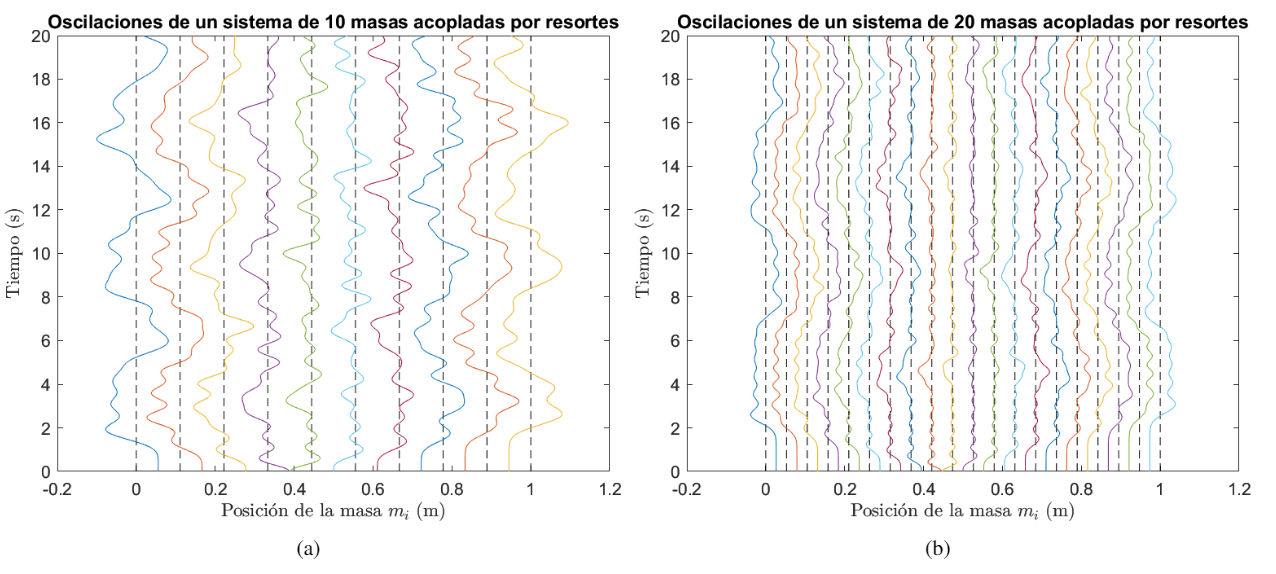 Oscilaciones de un sistema de 10 masas acopladas por resortes
20
18
16
14
12
10
8
6
4
2
0
Tiempo (s)
-0.2 0 0.2 0.4 0.6 0.8 1 1.2
Posición de la masa m_i (m)
(a)
Oscilaciones de un sistema de 20 masas acopladas por resortes
20
18
16
14
12
10
8
6
4
2
0
Tiempo (s)
-0.2 0 0.2 0.4 0.6 0.8 1 1.2
Posición de la masa m_i (m)
(b)